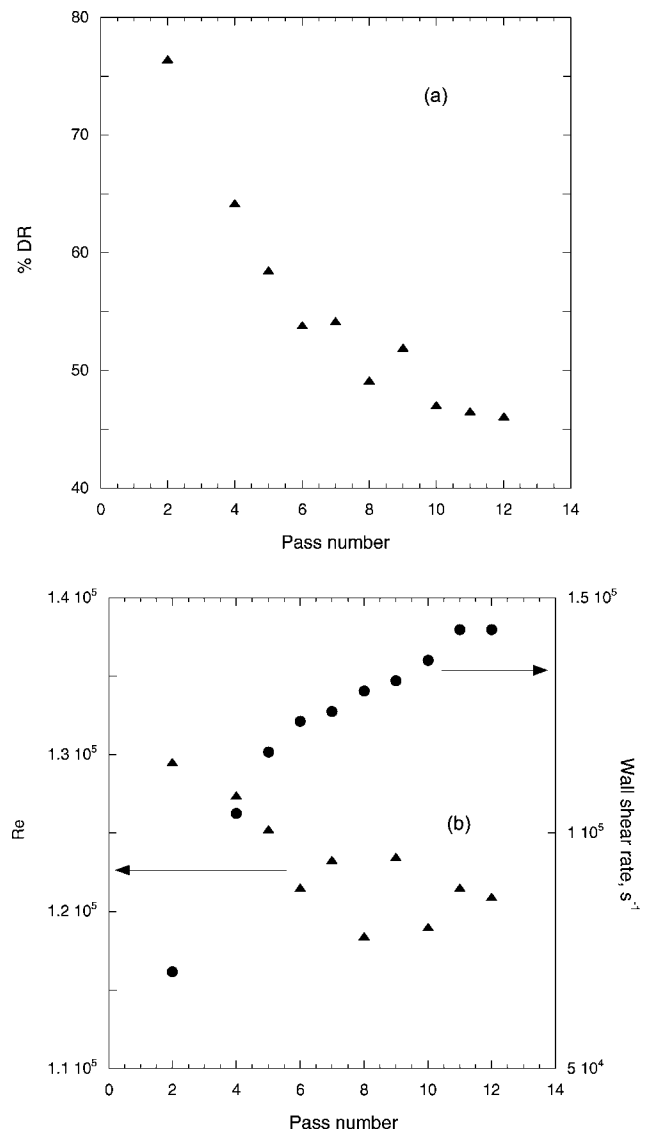 80
70
60
50
40
% DR
(a)
0 2 4 6 8 10 12 14
Pass number
1.4 10⁵
1.3 10⁵
1.2 10⁵
1.1 10⁵
Re
1.5 10⁵
1 10⁵
5 10⁴
Wall shear rate, s⁻¹
(b)
0 2 4 6 8 10 12 14
Pass number